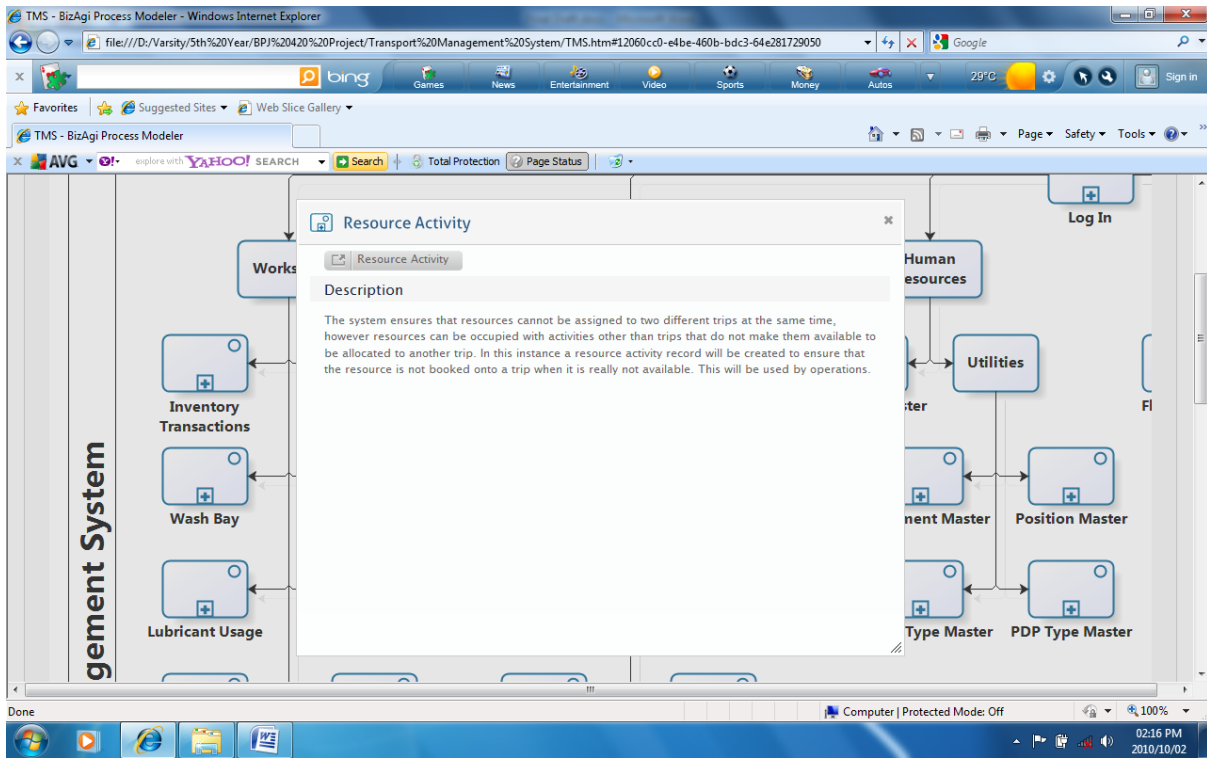 TMS - BizAgi Process Modeler - Windows Internet Explorer
file:///D:/Varsity/5th%20Year/BPJ%20420%20Project/Transport%20Management%20System/TMS.htm#12060cc0-e4be-460b-bdc3-64e281729050
Google
bing
Games
News
Entertainment
Video
Sports
Money
Autos
29°C
Sign in
Favorites
Suggested Sites
Web Slice Gallery
TMS - BizAgi Process Modeler
Page
Safety
Tools
AVG
explore with YAHOO! SEARCH
Search
Total Protection
Page Status
Log In
Resource Activity
Resource Activity
Description
The system ensures that resources cannot be assigned to two different trips at the same time,
however resources can be occupied with activities other than trips that do not make them available to
be allocated to another trip. In this instance a resource activity record will be created to ensure that
the resource is not booked onto a trip when it is really not available. This will be used by operations.
Works
Human
esources
Utilities
Inventory
Transactions
ster
Fl
gement System
Wash Bay
nent Master
Position Master
Lubricant Usage
Type Master
PDP Type Master
Done
Computer | Protected Mode: Off
100%
02:16 PM
2010/10/02